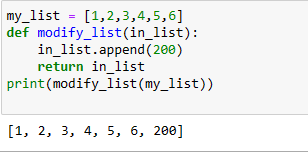 my_list = [1,2,3,4,5,6]
def modify_list(in_list):
    in_list.append(200)
    return in_list
print(modify_list(my_list))
[1, 2, 3, 4, 5, 6, 200]